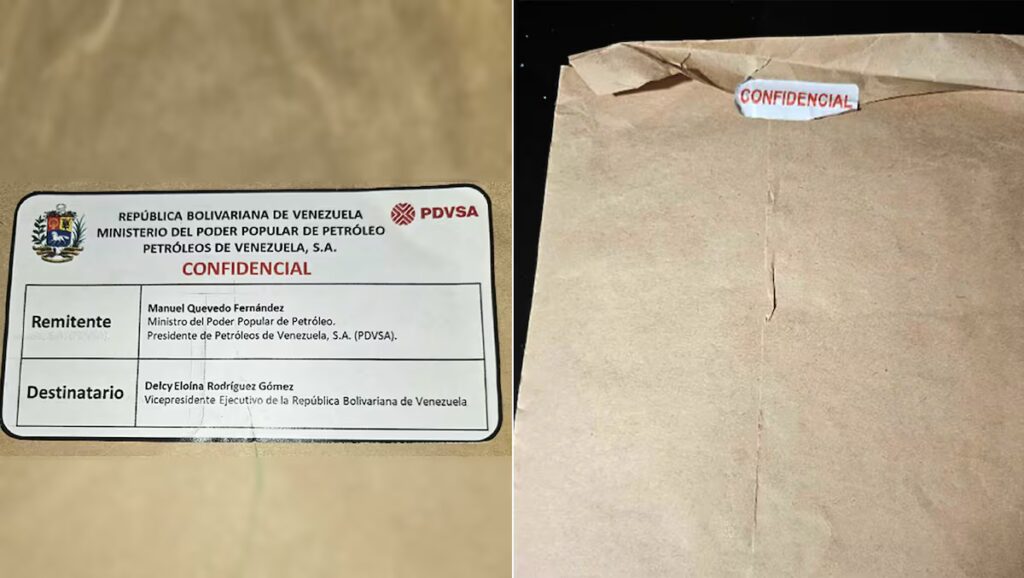 REPÚBLICA BOLIVARIANA DE VENEZUELA
MINISTERIO DEL PODER POPULAR DE PETRÓLEO
PETRÓLEOS DE VENEZUELA, S.A.
CONFIDENCIAL
PDVSA
Remitente
Manuel Quevedo Fernández
Ministro del Poder Popular de Petróleo.
Presidente de Petróleos de Venezuela, S.A. (PDVSA).
Destinatario
Delcy Eloína Rodríguez Gómez
Vicepresidente Ejecutivo de la República Bolivariana de Venezuela
CONFIDENCIAL